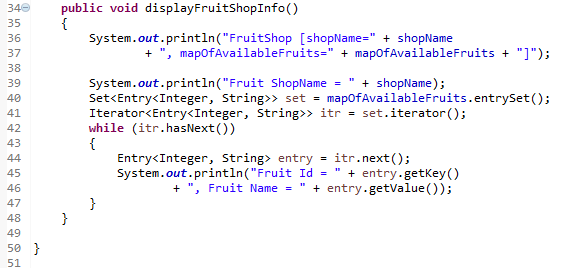 34 public void displayFruitShopInfo()
35 {
36 System.out.println("FruitShop [shopName=" + shopName
37 + ", mapOfAvailableFruits=" + mapOfAvailableFruits + "]");
38
39 System.out.println("Fruit ShopName = " + shopName);
40 Set<Entry<Integer, String>> set = mapOfAvailableFruits.entrySet();
41 Iterator<Entry<Integer, String>> itr = set.iterator();
42 while (itr.hasNext())
43 {
44 Entry<Integer, String> entry = itr.next();
45 System.out.println("Fruit Id = " + entry.getKey()
46 + ", Fruit Name = " + entry.getValue());
47 }
48 }
49
50 }
51